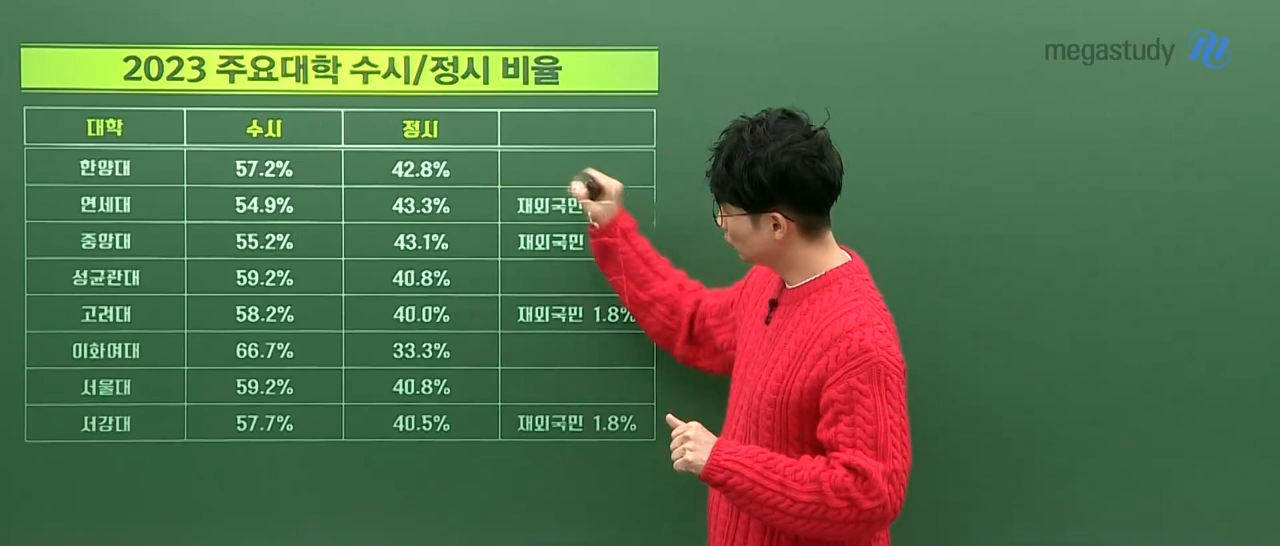 megastudy
2023 주요대학 수시/정시 비율
대학 수시 정시
한양대 57.2% 42.8%
연세대 54.9% 43.3% 재외국민
중앙대 55.2% 43.1% 재외국민
성균관대 59.2% 40.8%
고려대 58.2% 40.0% 재외국민 1.8%
이화여대 66.7% 33.3%
서울대 59.2% 40.8%
서강대 57.7% 40.5% 재외국민 1.8%